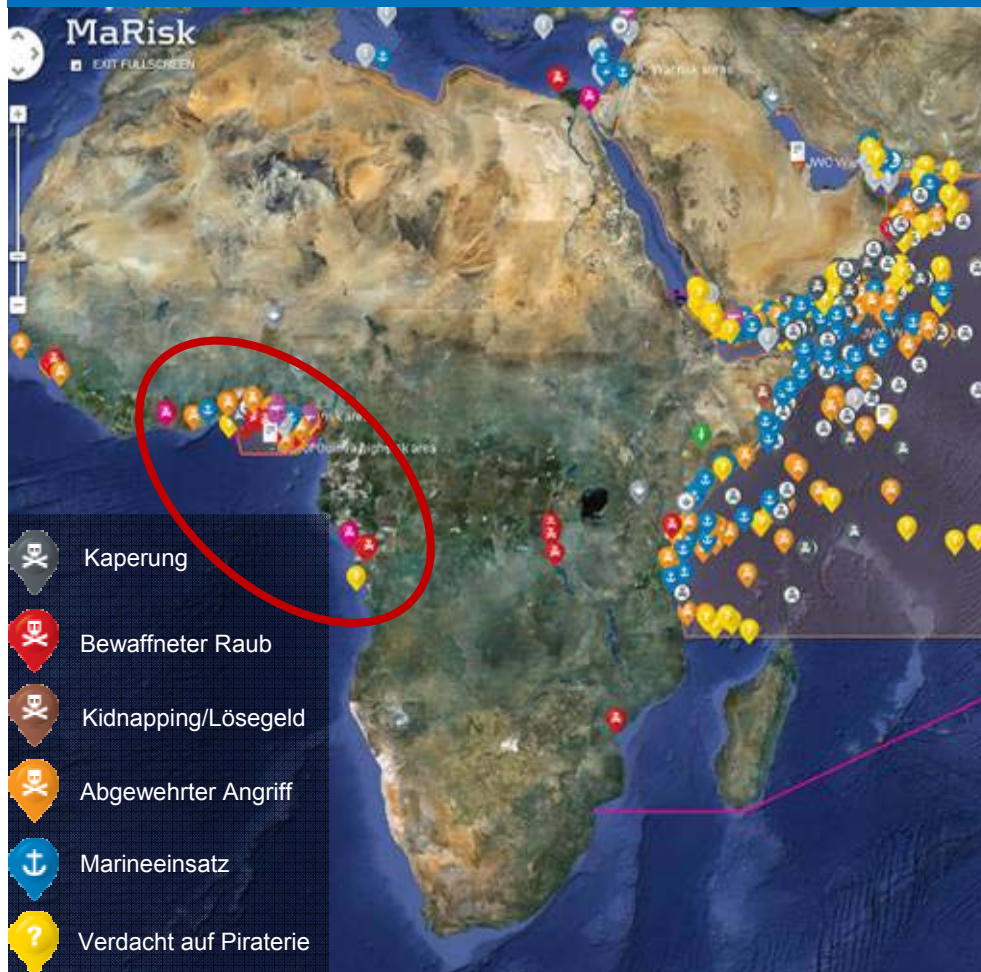 MaRisk
EXIT FULLSCREEN
Kaperung
Bewaffneter Raub
Kidnapping/Lösegeld
Abgewehrter Angriff
Marineeinsatz
Verdacht auf Piraterie